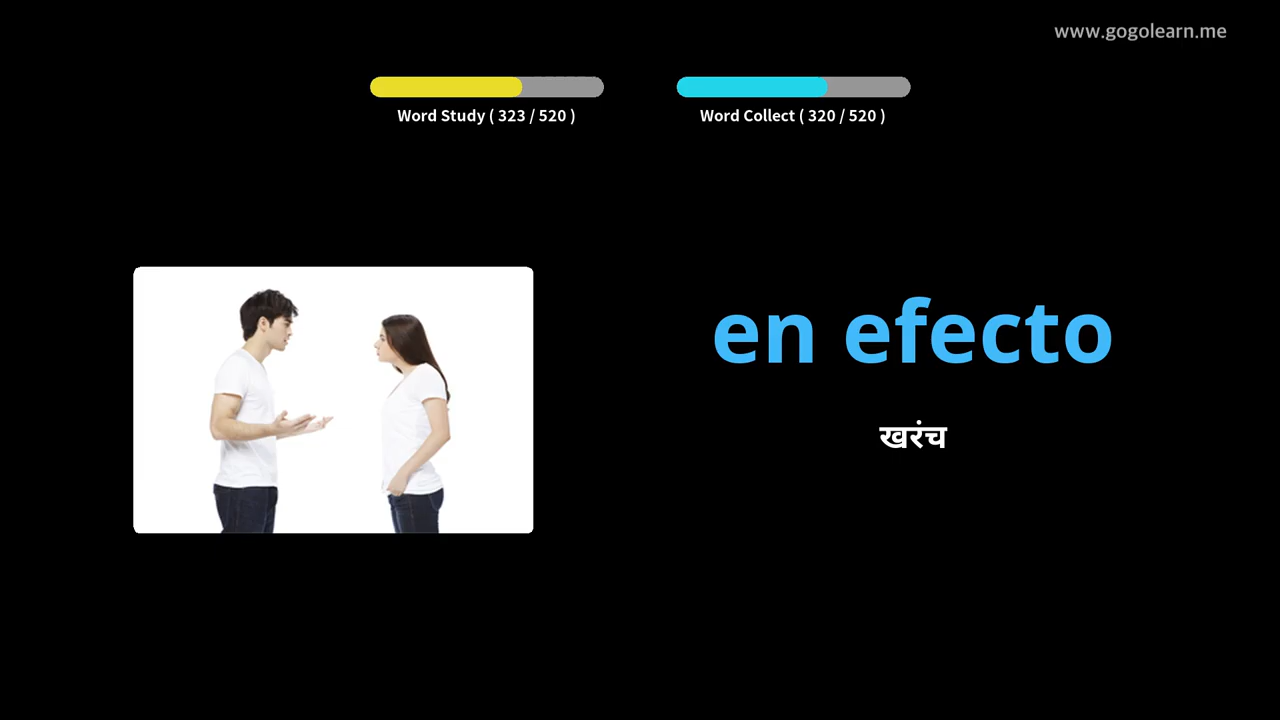 www.gogolearn.me
Word Study ( 323 / 520 )
Word Collect ( 320 / 520 )
en efecto
खरंच